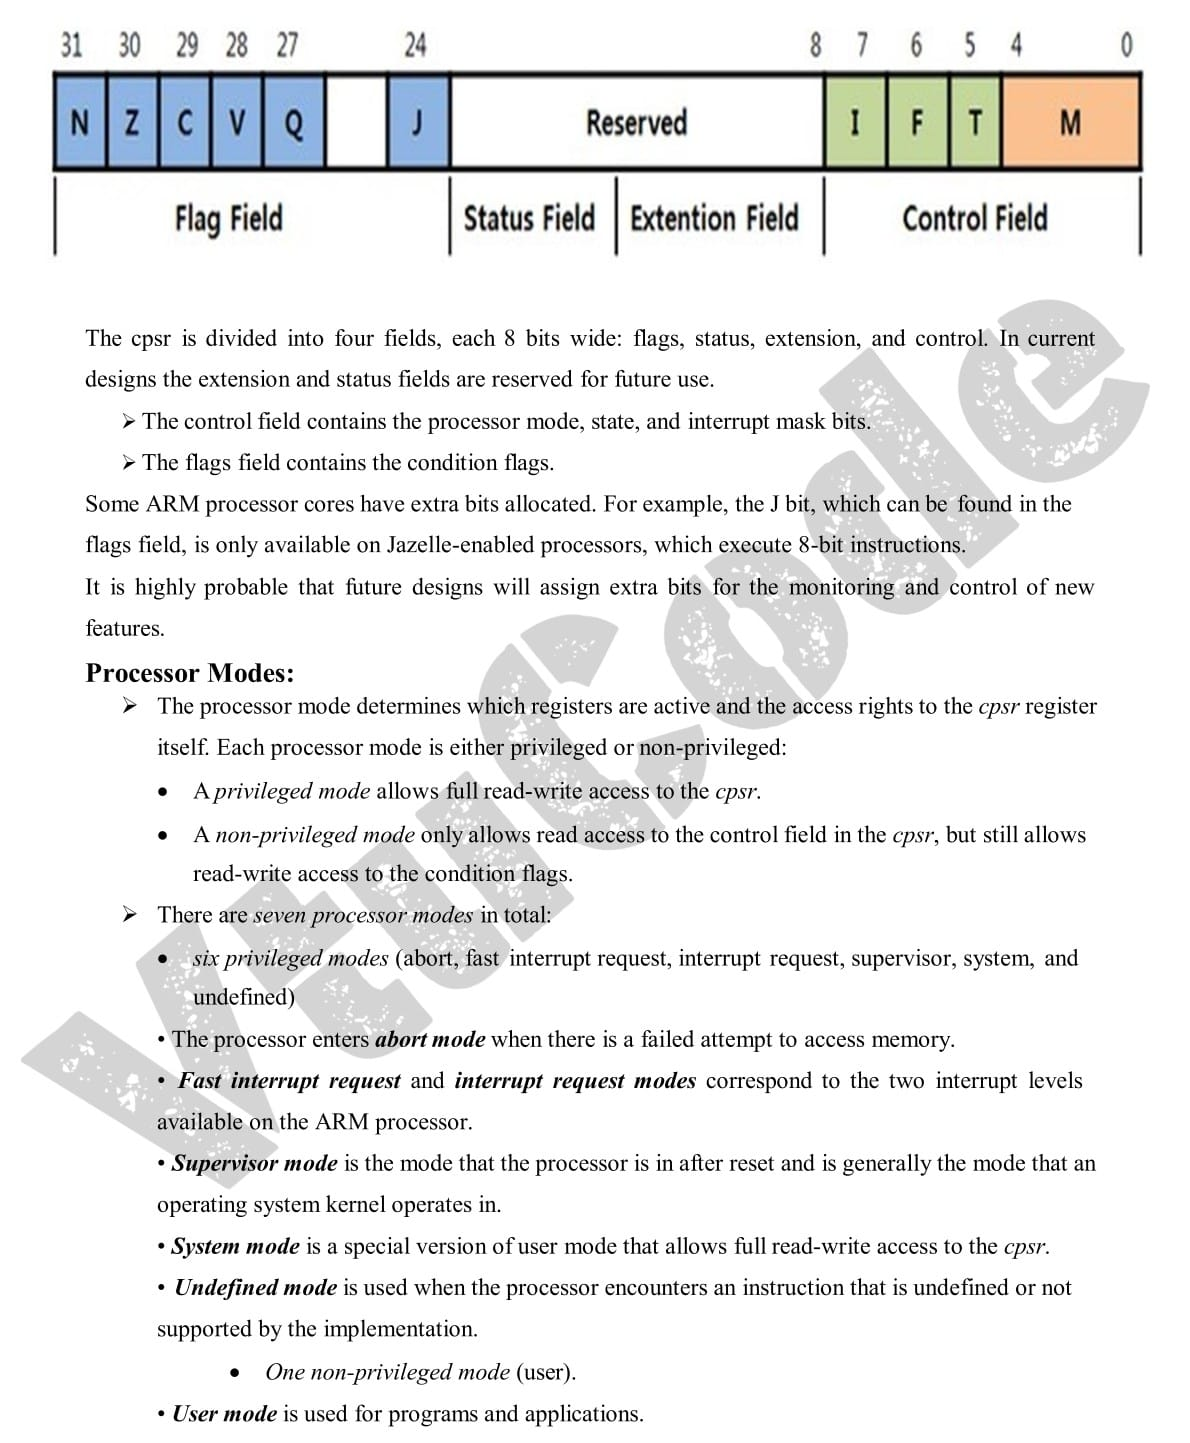 31 30 29 28 27 24 8 7 6 5 4 0
N Z C V Q J Reserved I F T M
Flag Field Status Field Extention Field Control Field
The cpsr is divided into four fields, each 8 bits wide: flags, status, extension, and control. In current
designs the extension and status fields are reserved for future use.
➢ The control field contains the processor mode, state, and interrupt mask bits.
➢ The flags field contains the condition flags.
Some ARM processor cores have extra bits allocated. For example, the J bit, which can be found in the
flags field, is only available on Jazelle-enabled processors, which execute 8-bit instructions.
It is highly probable that future designs will assign extra bits for the monitoring and control of new
features.
Processor Modes:
➢ The processor mode determines which registers are active and the access rights to the cpsr register
itself. Each processor mode is either privileged or non-privileged:
• A privileged mode allows full read-write access to the cpsr.
• A non-privileged mode only allows read access to the control field in the cpsr, but still allows
read-write access to the condition flags.
➢ There are seven processor modes in total:
• six privileged modes (abort, fast interrupt request, interrupt request, supervisor, system, and
undefined)
• The processor enters abort mode when there is a failed attempt to access memory.
• Fast interrupt request and interrupt request modes correspond to the two interrupt levels
available on the ARM processor.
• Supervisor mode is the mode that the processor is in after reset and is generally the mode that an
operating system kernel operates in.
• System mode is a special version of user mode that allows full read-write access to the cpsr.
• Undefined mode is used when the processor encounters an instruction that is undefined or not
supported by the implementation.
• One non-privileged mode (user).
• User mode is used for programs and applications.
VtuCode